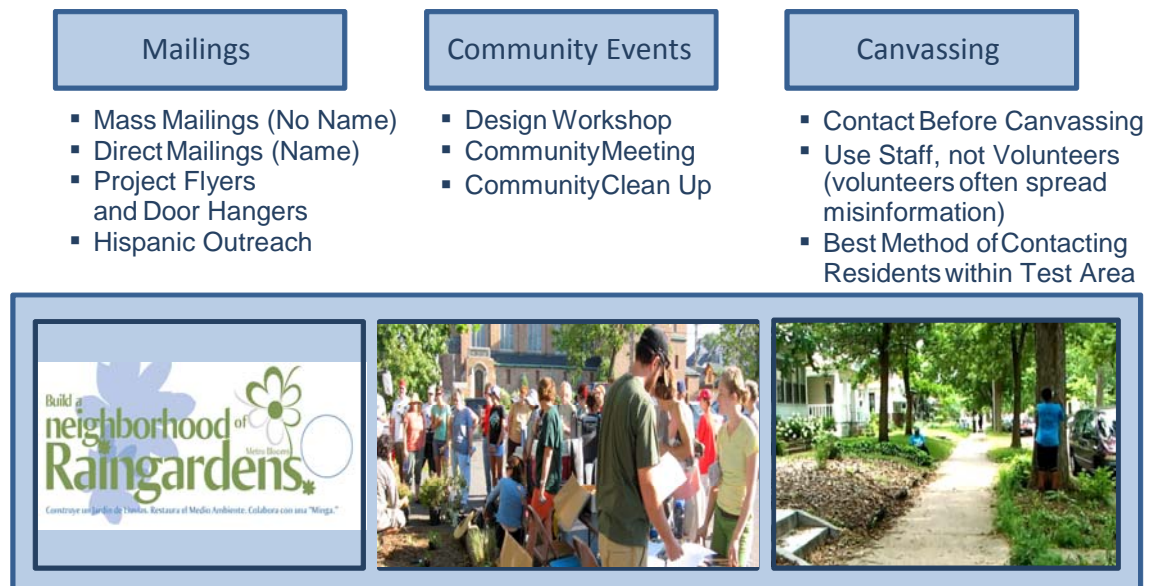 Mailings
▪ Mass Mailings (No Name)
▪ Direct Mailings (Name)
▪ Project Flyers
and Door Hangers
▪ Hispanic Outreach
Community Events
▪ Design Workshop
▪ Community Meeting
▪ Community Clean Up
Canvassing
▪ Contact Before Canvassing
▪ Use Staff, not Volunteers
(volunteers often spread
misinformation)
▪ Best Method of Contacting
Residents within Test Area
Build a
neighborhood of
Metro Blooms
Raingardens.
Construye un Jardín de Lluvias. Restaura el Medio Ambiente. Colabora con una "Minga."